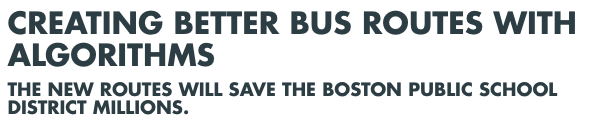 CREATING BETTER BUS ROUTES WITH
ALGORITHMS
THE NEW ROUTES WILL SAVE THE BOSTON PUBLIC SCHOOL
DISTRICT MILLIONS.